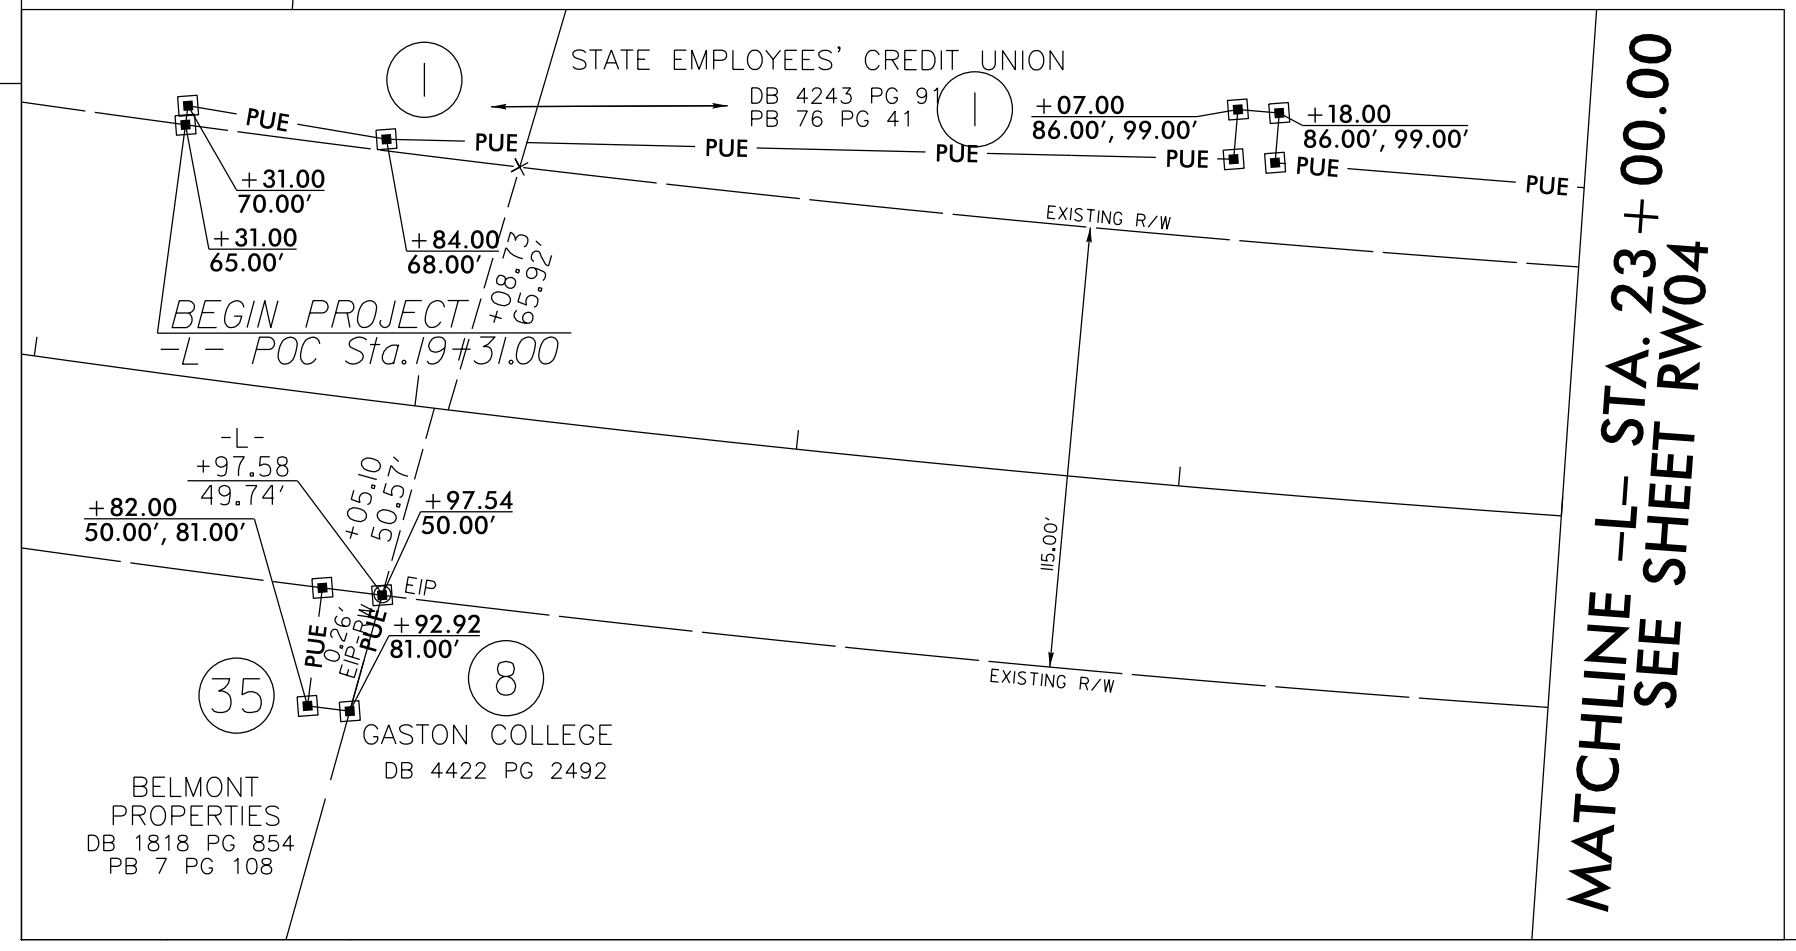 1
STATE EMPLOYEES' CREDIT UNION
DB 4243 PG 91
PB 76 PG 41
1
+07.00
86.00', 99.00'
+18.00
86.00', 99.00'
PUE
PUE
PUE
PUE
PUE
PUE
PUE
+31.00
70.00'
+31.00
65.00'
+84.00
68.00'
+08.73
65.92'
EXISTING R/W
BEGIN PROJECT
-L- POC Sta. 19+31.00
-L-
+97.58
49.74'
+05.10
50.57'
+97.54
50.00'
+82.00
50.00', 81.00'
115.00'
EIP
PUE
0.26'
EIP-RW
PUE
+92.92
81.00'
35
8
EXISTING R/W
GASTON COLLEGE
DB 4422 PG 2492
BELMONT
PROPERTIES
DB 1818 PG 854
PB 7 PG 108
MATCHLINE -L- STA. 23+00.00
SEE SHEET RW04